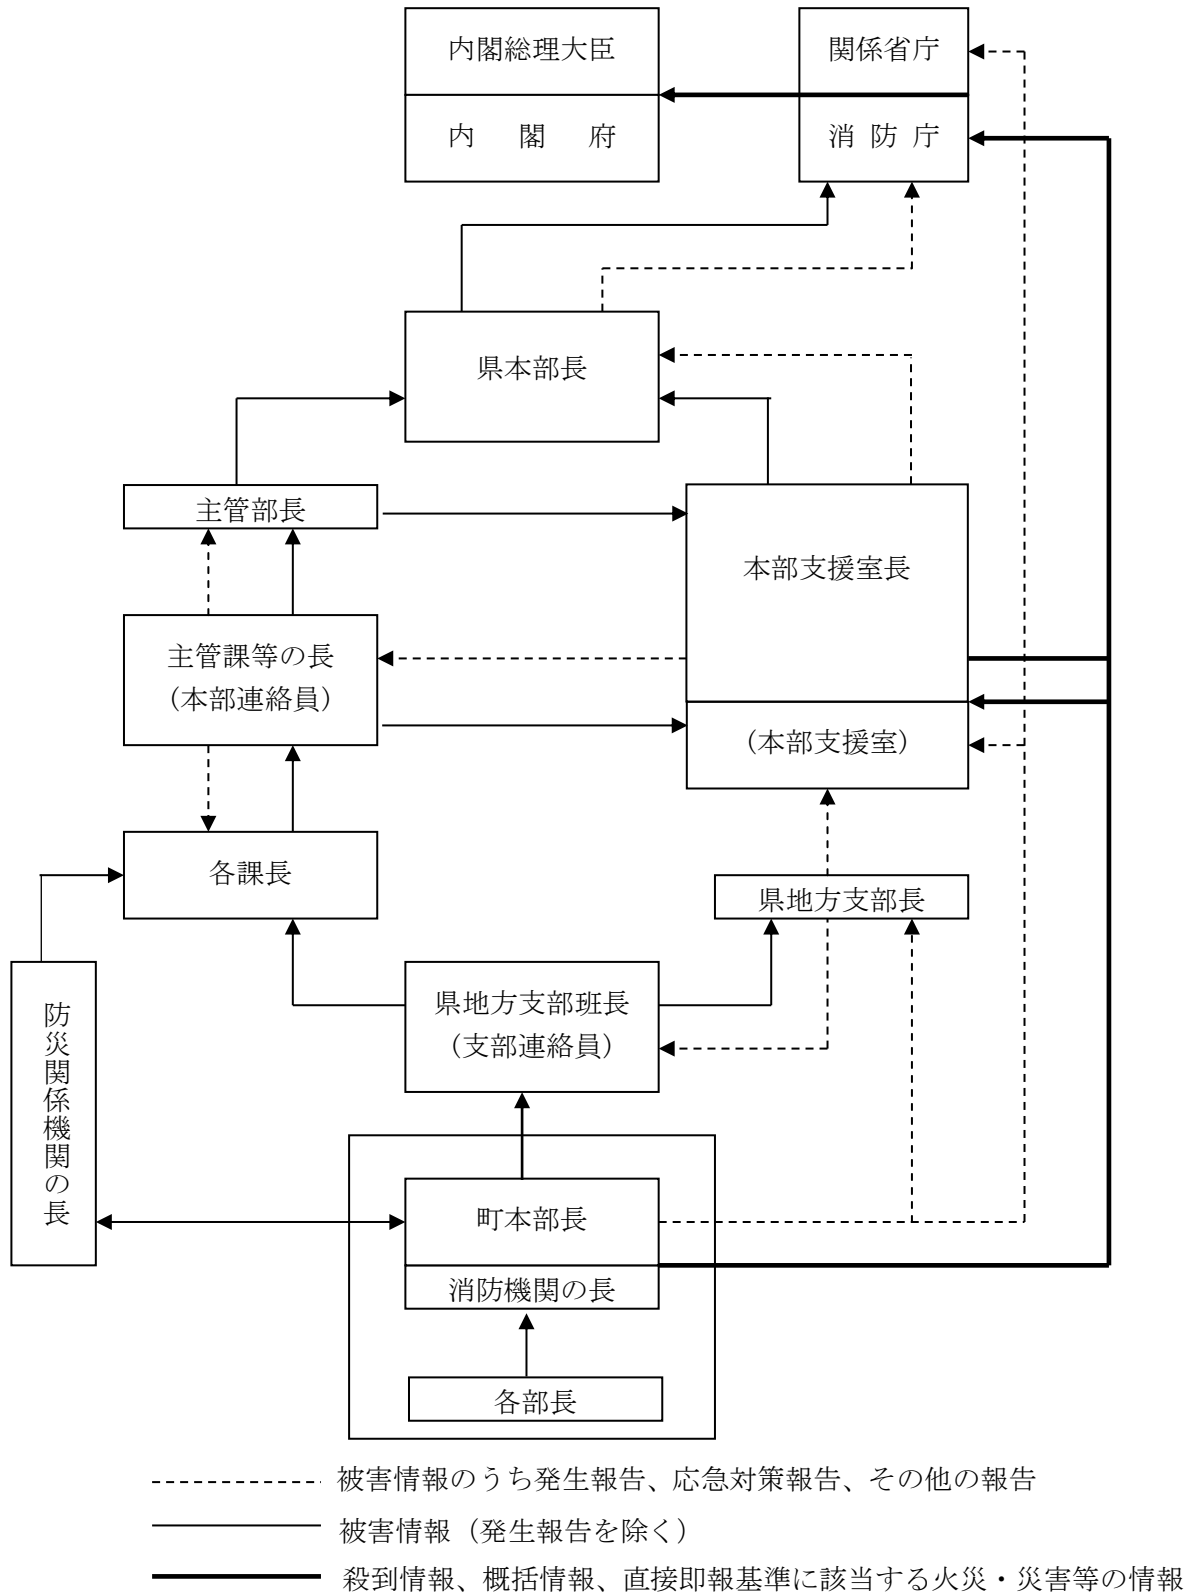 内閣総理大臣
関係省庁
内閣府
消防庁
県本部長
主管部長
本部支援室長
主管課等の長
(本部連絡員)
(本部支援室)
各課長
県地方支部長
県地方支部班長
(支部連絡員)
防災関係機関の長
町本部長
消防機関の長
各部長
被害情報のうち発生報告、応急対策報告、その他の報告
被害情報（発生報告を除く）
殺到情報、概括情報、直接即報基準に該当する火災・災害等の情報